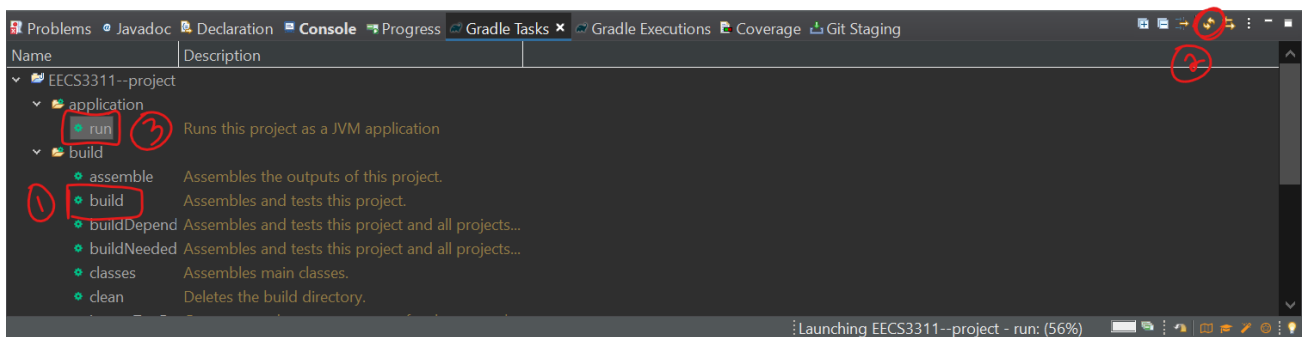 Problems Javadoc Declaration Console Progress Gradle Tasks Gradle Executions Coverage Git Staging
2
Name Description
EECS3311--project
application
run 3 Runs this project as a JVM application
build
assemble Assembles the outputs of this project.
1 build Assembles and tests this project.
buildDepend Assembles and tests this project and all projects...
buildNeeded Assembles and tests this project and all projects...
classes Assembles main classes.
clean Deletes the build directory.
Launching EECS3311--project - run: (56%)